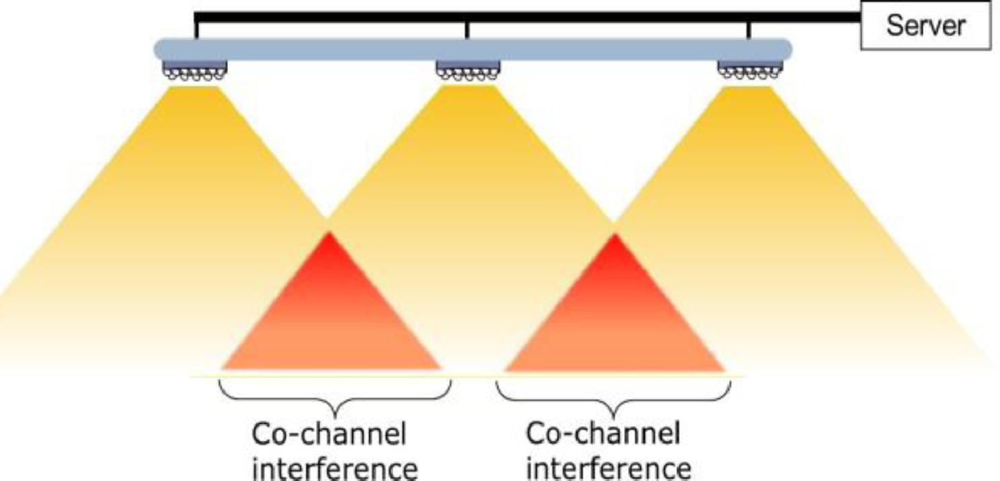 Server
Co-channel
interference
Co-channel
interference